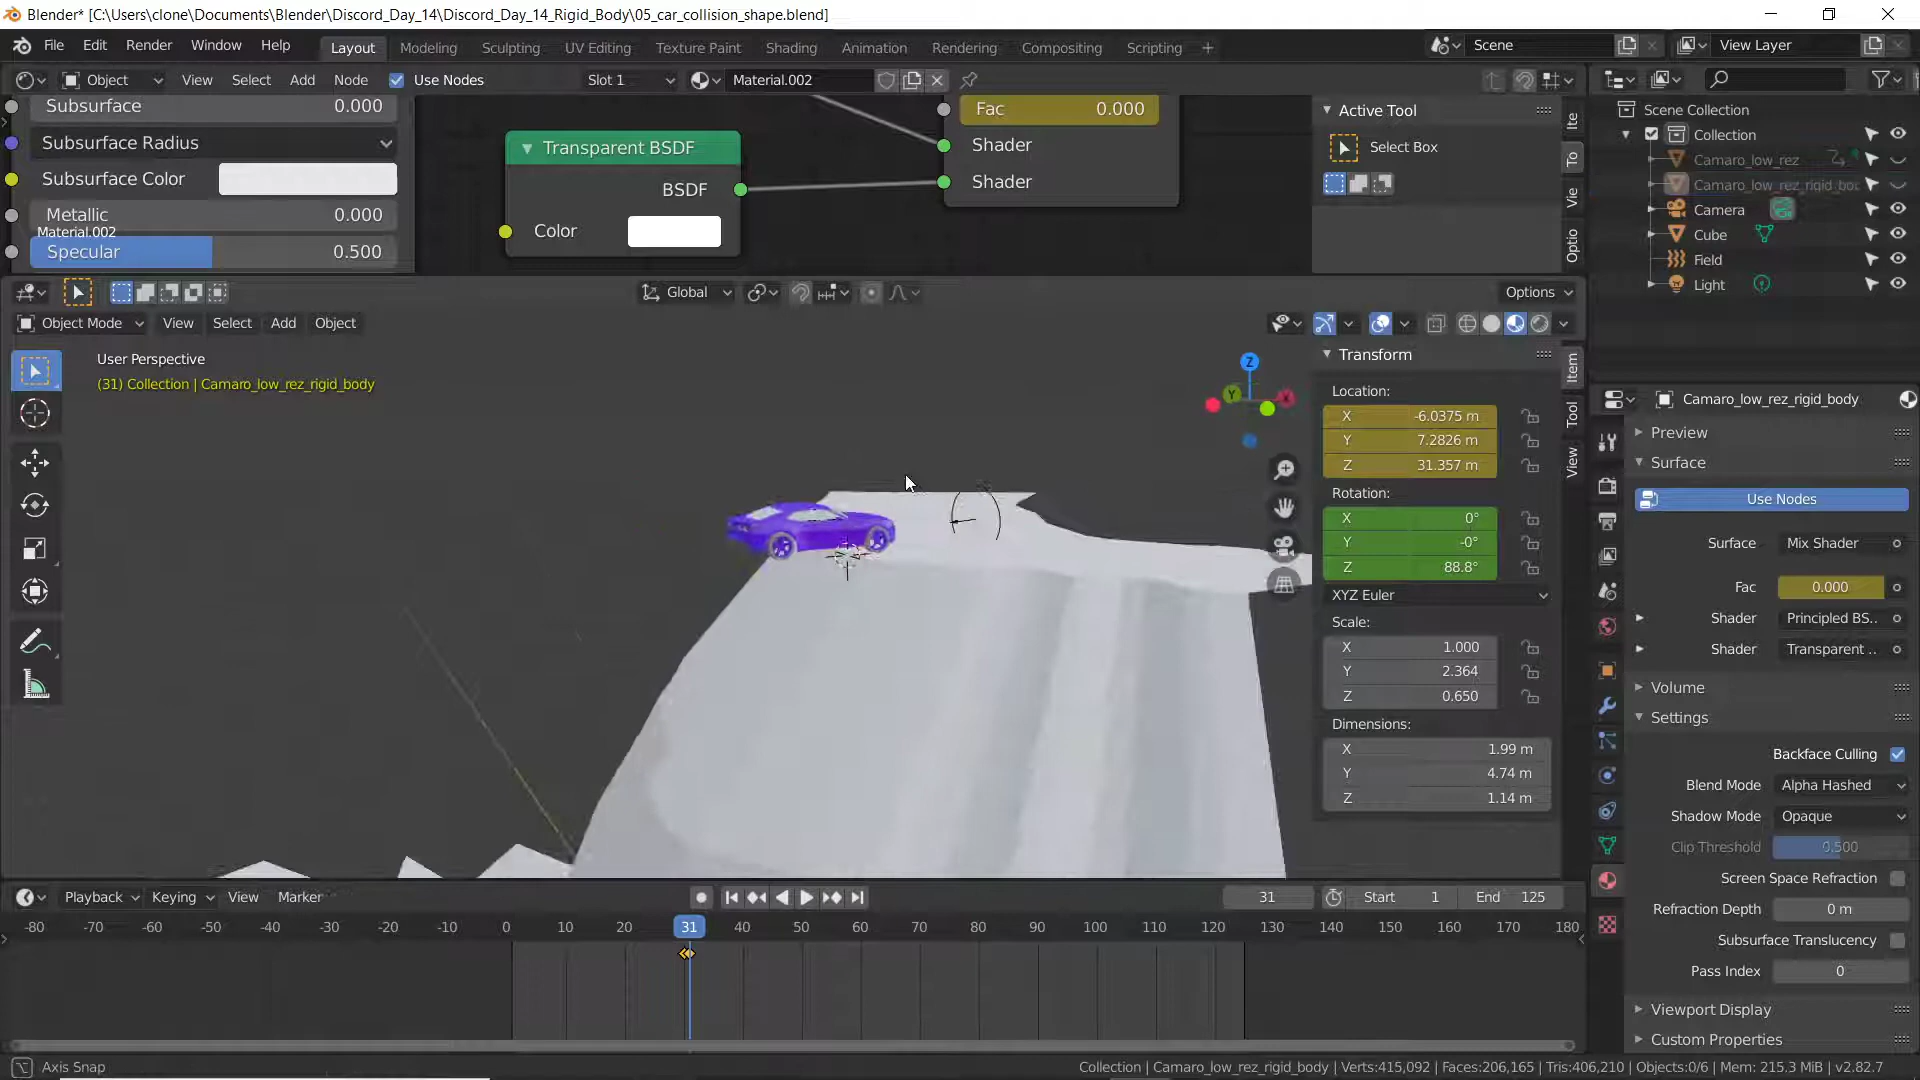 Blender* [C:\Users\clone\Documents\Blender\Discord_Day_14\Discord_Day_14_Rigid_Body\05_car_collision_shape.blend]
File Edit Render Window Help Layout Modeling Sculpting UV Editing Texture Paint Shading Animation Rendering Compositing Scripting + Scene View Layer
Object View Select Add Node Use Nodes Slot 1 Material.002
Subsurface 0.000
Subsurface Radius
Subsurface Color
Metallic 0.000
Material.002
Specular 0.500
Transparent BSDF
BSDF
Color
Fac 0.000
Shader
Shader
Active Tool
Select Box
Ite
To
Vie
Optio
Scene Collection
Collection
Camaro_low_rez
Camaro_low_rez_rigid_bo
Camera
Cube
Field
Light
Global Options
Object Mode View Select Add Object
User Perspective
(31) Collection | Camaro_low_rez_rigid_body
Z
Y
X
Transform
Location:
X -6.0375 m
Y 7.2826 m
Z 31.357 m
Rotation:
X 0°
Y -0°
Z 88.8°
XYZ Euler
Scale:
X 1.000
Y 2.364
Z 0.650
Dimensions:
X 1.99 m
Y 4.74 m
Z 1.14 m
Item
Tool
View
Camaro_low_rez_rigid_body
Preview
Surface
Use Nodes
Surface Mix Shader
Fac 0.000
Shader Principled BS..
Shader Transparent ..
Volume
Settings
Backface Culling
Blend Mode Alpha Hashed
Shadow Mode Opaque
Clip Threshold 0.500
Screen Space Refraction
Refraction Depth 0 m
Subsurface Translucency
Pass Index 0
Viewport Display
Custom Properties
Playback Keying View Marker 31 Start 1 End 125
-80 -70 -60 -50 -40 -30 -20 -10 0 10 20 31 40 50 60 70 80 90 100 110 120 130 140 150 160 170 180
Axis Snap
Collection | Camaro_low_rez_rigid_body | Verts:415,092 | Faces:206,165 | Tris:406,210 | Objects:0/6 | Mem: 215.3 MiB | v2.82.7